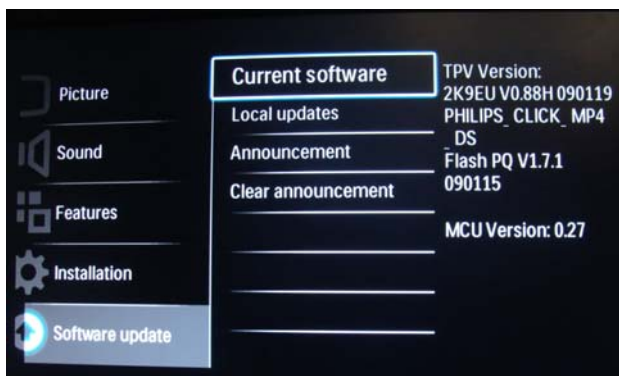 Picture
Sound
Features
Installation
Software update
Current software
Local updates
Announcement
Clear announcement
TPV Version:
2K9EU V0.88H 090119
PHILIPS_CLICK_MP4
_DS
Flash PQ V1.7.1
090115
MCU Version: 0.27